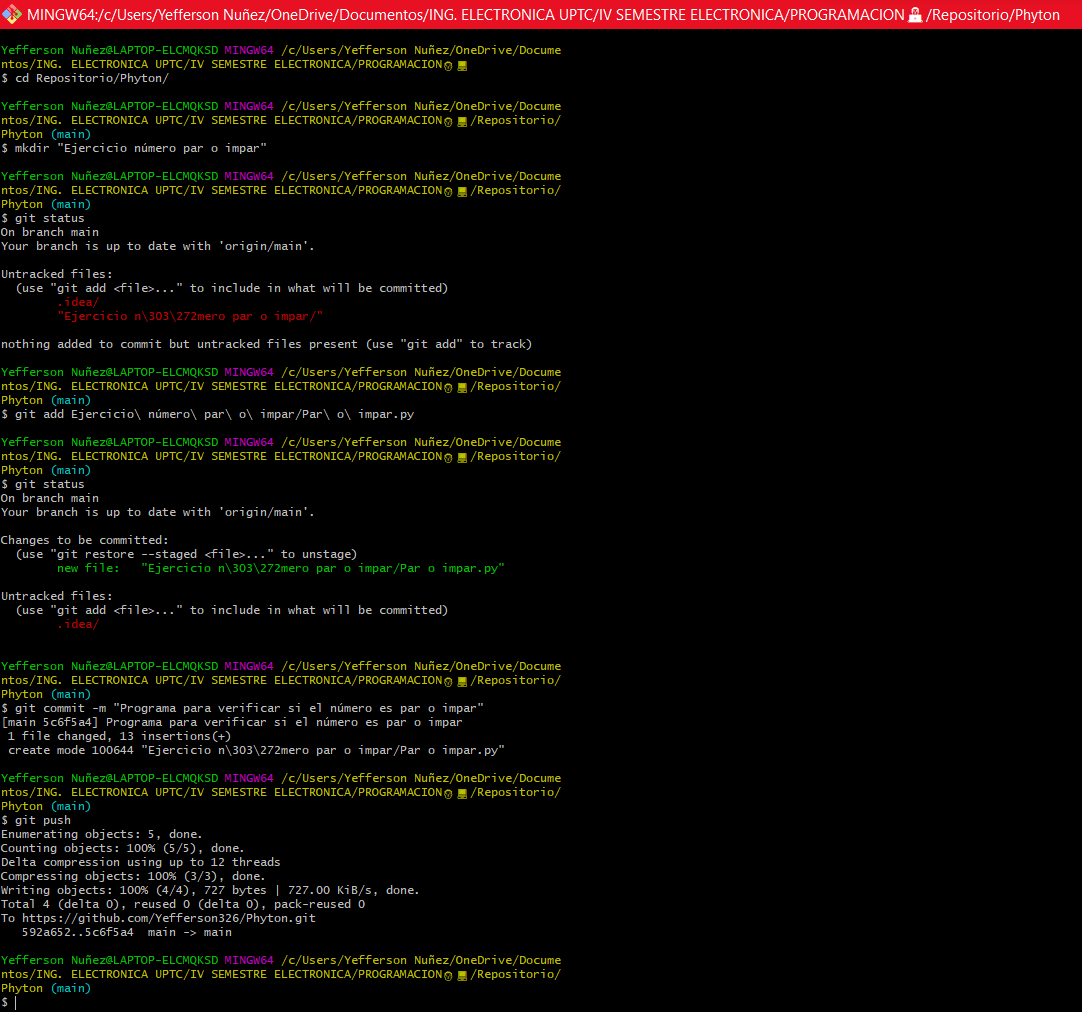 MINGW64:/c/Users/Yefferson Nuñez/OneDrive/Documentos/ING. ELECTRONICA UPTC/IV SEMESTRE ELECTRONICA/PROGRAMACION👨‍💻/Repositorio/Phyton
Yefferson Nuñez@LAPTOP-ELCMQKSD MINGW64 /c/Users/Yefferson Nuñez/OneDrive/Docume
ntos/ING. ELECTRONICA UPTC/IV SEMESTRE ELECTRONICA/PROGRAMACION👨‍💻
$ cd Repositorio/Phyton/
Yefferson Nuñez@LAPTOP-ELCMQKSD MINGW64 /c/Users/Yefferson Nuñez/OneDrive/Docume
ntos/ING. ELECTRONICA UPTC/IV SEMESTRE ELECTRONICA/PROGRAMACION👨‍💻/Repositorio/
Phyton (main)
$ mkdir "Ejercicio número par o impar"
Yefferson Nuñez@LAPTOP-ELCMQKSD MINGW64 /c/Users/Yefferson Nuñez/OneDrive/Docume
ntos/ING. ELECTRONICA UPTC/IV SEMESTRE ELECTRONICA/PROGRAMACION👨‍💻/Repositorio/
Phyton (main)
$ git status
On branch main
Your branch is up to date with 'origin/main'.
Untracked files:
  (use "git add <file>..." to include in what will be committed)
        .idea/
        "Ejercicio n\303\272mero par o impar/"
nothing added to commit but untracked files present (use "git add" to track)
Yefferson Nuñez@LAPTOP-ELCMQKSD MINGW64 /c/Users/Yefferson Nuñez/OneDrive/Docume
ntos/ING. ELECTRONICA UPTC/IV SEMESTRE ELECTRONICA/PROGRAMACION👨‍💻/Repositorio/
Phyton (main)
$ git add Ejercicio\ número\ par\ o\ impar/Par\ o\ impar.py
Yefferson Nuñez@LAPTOP-ELCMQKSD MINGW64 /c/Users/Yefferson Nuñez/OneDrive/Docume
ntos/ING. ELECTRONICA UPTC/IV SEMESTRE ELECTRONICA/PROGRAMACION👨‍💻/Repositorio/
Phyton (main)
$ git status
On branch main
Your branch is up to date with 'origin/main'.
Changes to be committed:
  (use "git restore --staged <file>..." to unstage)
        new file:   "Ejercicio n\303\272mero par o impar/Par o impar.py"
Untracked files:
  (use "git add <file>..." to include in what will be committed)
        .idea/
Yefferson Nuñez@LAPTOP-ELCMQKSD MINGW64 /c/Users/Yefferson Nuñez/OneDrive/Docume
ntos/ING. ELECTRONICA UPTC/IV SEMESTRE ELECTRONICA/PROGRAMACION👨‍💻/Repositorio/
Phyton (main)
$ git commit -m "Programa para verificar si el número es par o impar"
[main 5c6f5a4] Programa para verificar si el número es par o impar
 1 file changed, 13 insertions(+)
 create mode 100644 "Ejercicio n\303\272mero par o impar/Par o impar.py"
Yefferson Nuñez@LAPTOP-ELCMQKSD MINGW64 /c/Users/Yefferson Nuñez/OneDrive/Docume
ntos/ING. ELECTRONICA UPTC/IV SEMESTRE ELECTRONICA/PROGRAMACION👨‍💻/Repositorio/
Phyton (main)
$ git push
Enumerating objects: 5, done.
Counting objects: 100% (5/5), done.
Delta compression using up to 12 threads
Compressing objects: 100% (3/3), done.
Writing objects: 100% (4/4), 727 bytes | 727.00 KiB/s, done.
Total 4 (delta 0), reused 0 (delta 0), pack-reused 0
To https://github.com/Yefferson326/Phyton.git
   592a652..5c6f5a4  main -> main
Yefferson Nuñez@LAPTOP-ELCMQKSD MINGW64 /c/Users/Yefferson Nuñez/OneDrive/Docume
ntos/ING. ELECTRONICA UPTC/IV SEMESTRE ELECTRONICA/PROGRAMACION👨‍💻/Repositorio/
Phyton (main)
$